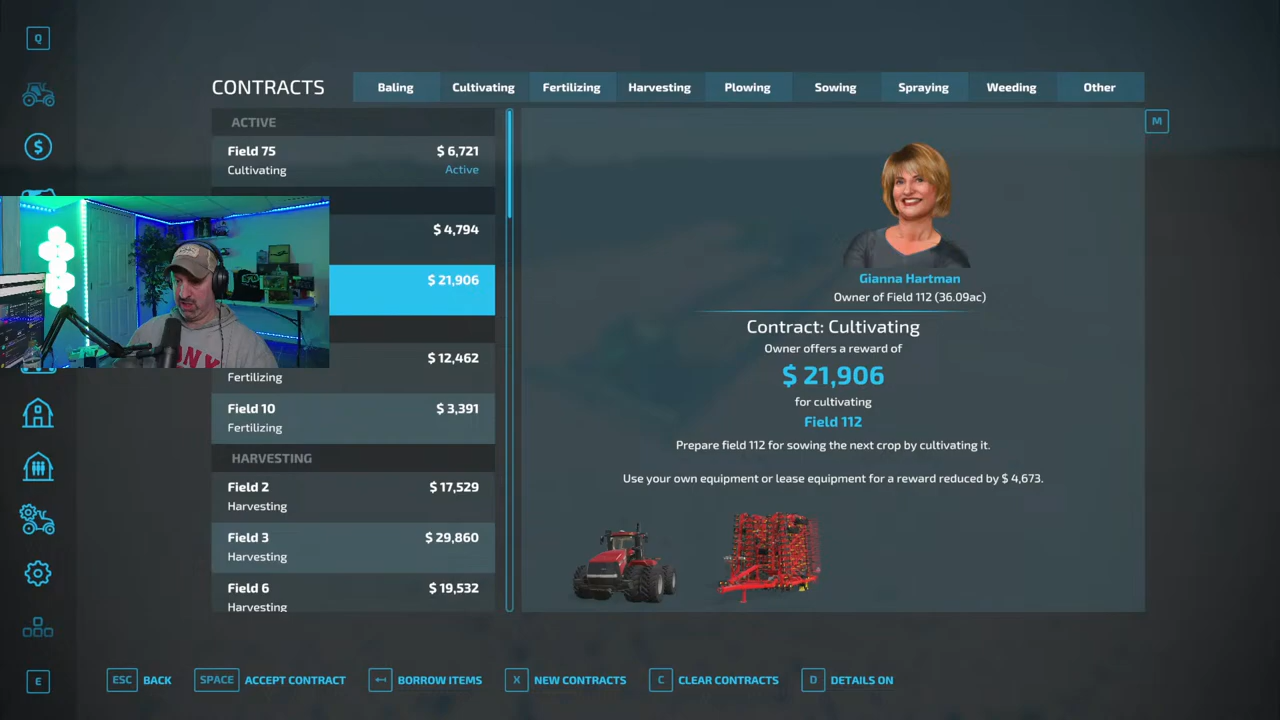 Q
CONTRACTS
Baling
Cultivating
Fertilizing
Harvesting
Plowing
Sowing
Spraying
Weeding
Other
M
ACTIVE
Field 75
$ 6,721
Cultivating
Active
$ 4,794
$ 21,906
$ 12,462
Fertilizing
Field 10
$ 3,391
Fertilizing
HARVESTING
Field 2
$ 17,529
Harvesting
Field 3
$ 29,860
Harvesting
Field 6
$ 19,532
Harvesting
Gianna Hartman
Owner of Field 112 (36.09ac)
Contract: Cultivating
Owner offers a reward of
$ 21,906
for cultivating
Field 112
Prepare field 112 for sowing the next crop by cultivating it.
Use your own equipment or lease equipment for a reward reduced by $ 4,673.
E
ESC BACK
SPACE ACCEPT CONTRACT
BORROW ITEMS
X NEW CONTRACTS
C CLEAR CONTRACTS
D DETAILS ON